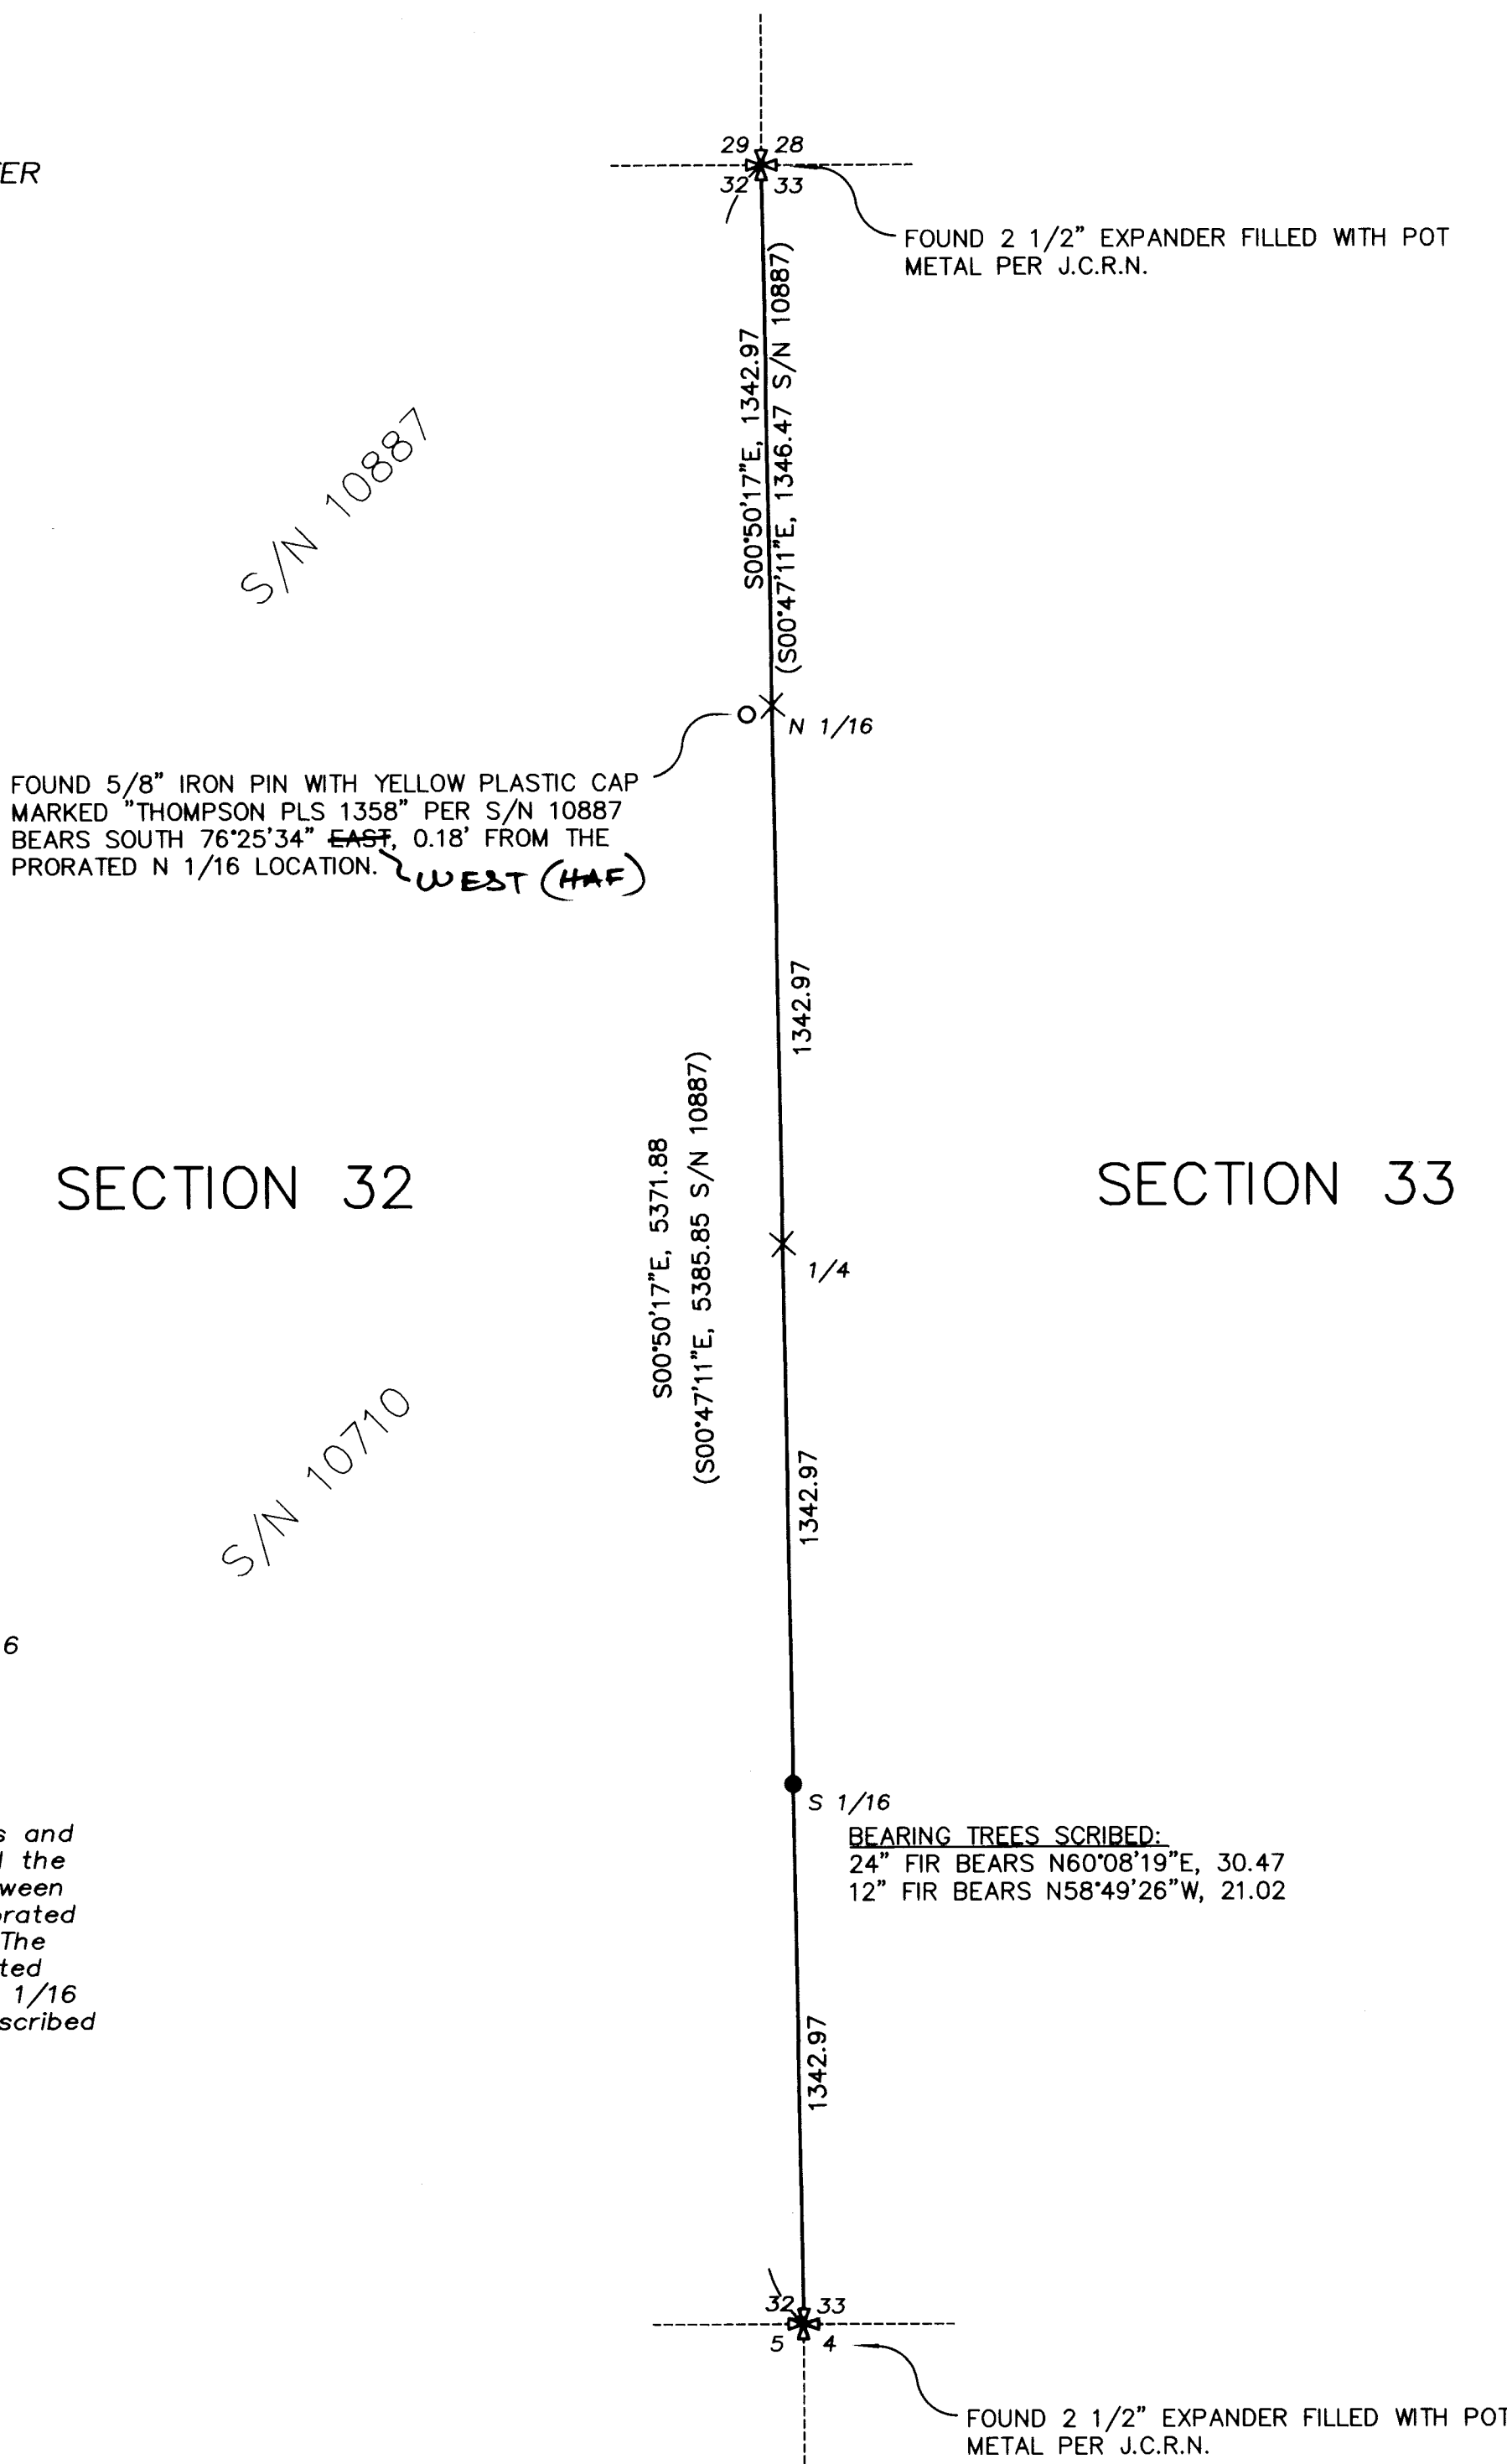 ER
29 28
32 33
FOUND 2 1/2" EXPANDER FILLED WITH POT
METAL PER J.C.R.N.
S00°50'17"E, 1342.97
(S00°47'11"E, 1346.47 S/N 10887)
S/N 10887
N 1/16
FOUND 5/8" IRON PIN WITH YELLOW PLASTIC CAP
MARKED "THOMPSON PLS 1358" PER S/N 10887
BEARS SOUTH 76°25'34" EAST, 0.18' FROM THE
PRORATED N 1/16 LOCATION.
WEST (HAF)
1342.97
S00°50'17"E, 5371.88
(S00°47'11"E, 5385.85 S/N 10887)
SECTION 32
SECTION 33
1/4
S/N 10710
1342.97
6
S 1/16
BEARING TREES SCRIBED:
24" FIR BEARS N60°08'19"E, 30.47
12" FIR BEARS N58°49'26"W, 21.02
s and
the
ween
rated
The
ted
1/16
scribed
1342.97
32 33
5 4
FOUND 2 1/2" EXPANDER FILLED WITH POT
METAL PER J.C.R.N.